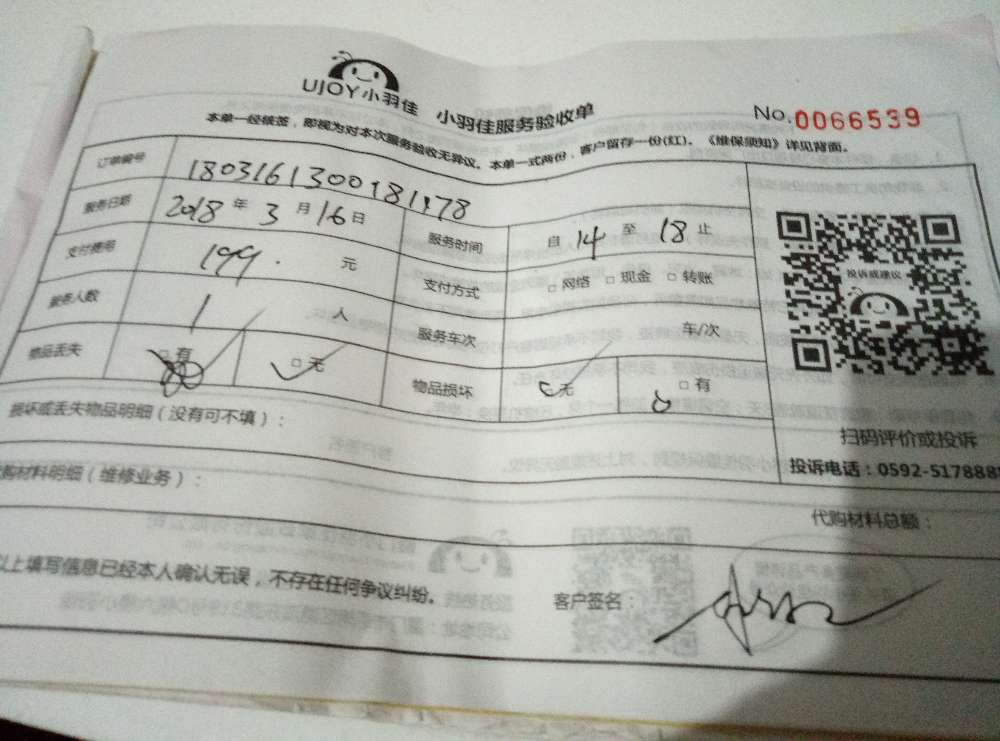 UJOY小羽佳 小羽佳服务验收单
No.0066539
本单一经核签，即视为对本次服务验收无异议。本单一式两份，客户留存一份(红)。《维保须知》详见背面。
订单编号 1803161300181478
服务日期 2018年3月16日 服务时间 自14至18止
支付费用 199.元 支付方式 □网络 □现金 □转账
服务人数 1人 服务车次 车/次
物品丢失 □有 □无 物品损坏 □无 □有
投诉或建议
扫码评价或投诉
投诉电话：0592-517888
损坏或丢失物品明细（没有可不填）：
购材料明细（维修业务）：
代购材料总额：
以上填写信息已经本人确认无误，不存在任何争议纠纷。
客户签名：